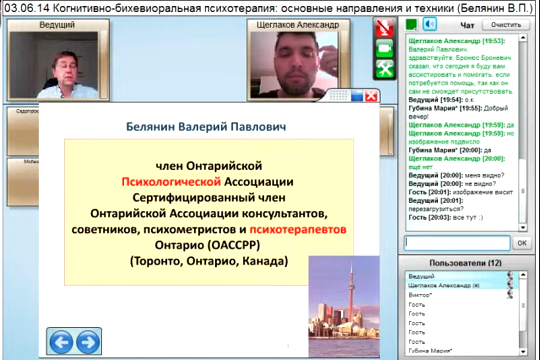 03.06.14 Когнитивно-бихевиоральная психотерапия: основные направления и техники (Белянин В.П.)
Ведущий
Щеглаков Александр
Белянин Валерий Павлович
член Онтарийской
Психологической Ассоциации
Сертифицированный член
Онтарийской Ассоциации консультантов,
советников, психометристов и психотерапевтов
Онтарио (OACCPP)
(Торонто, Онтарио, Канада)
Чат
Очистить
Щеглаков Александр [19:53]:
Валерий Павлович,
здравствуйте, Бронюс Броневич
сказал, что сегодня я буду вам
ассистировать и помогать, если
потребуется помощь, так как он
сам не сможет присутствовать.
Ведущий [19:54]: о.к.
Губина Мария* [19:55]: Добрый
вечер!
Щеглаков Александр [19:59]: да
Щеглаков Александр [19:59]: но
изображение подвисло
Губина Мария* [20:00]: да
Щеглаков Александр [20:00]:
еще нет
Ведущий [20:00]: меня видно?
Ведущий [20:00]: не видно?
Гость [20:01]: изображение висит
Ведущий [20:01]:
перезагрузиться?
Гость [20:03]: все тут :)
OK
Пользователи (12)
Ведущий
Щеглаков Александр (я)
Виктор*
Гость
Гость
Гость
Гость
Гость
Губина Мария*